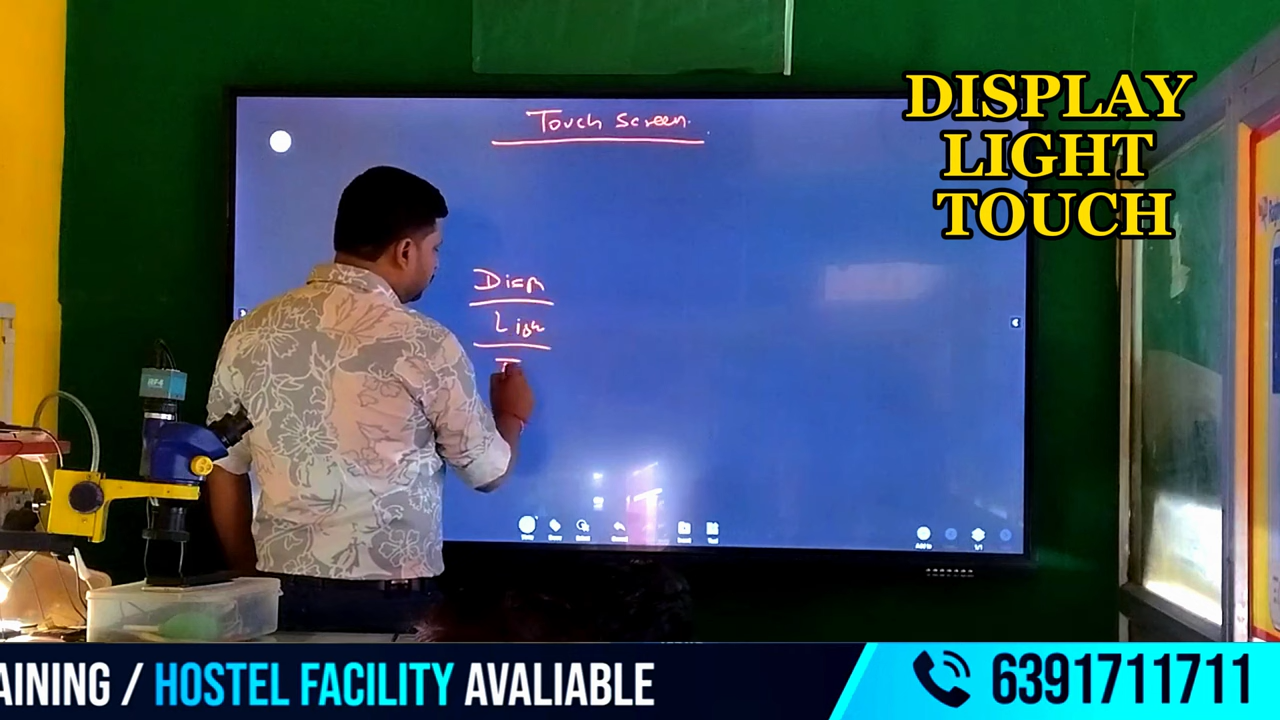 Touch Screen.
DISPLAY
LIGHT
TOUCH
Disp
Ligh
T
AINING / HOSTEL FACILITY AVALIABLE
6391711711